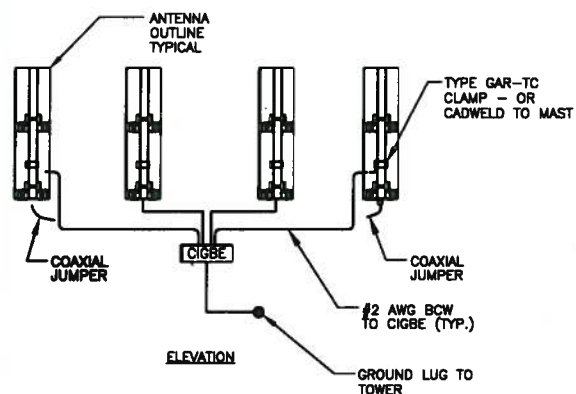 ANTENNA
OUTLINE
TYPICAL
TYPE GAR-TC
CLAMP - OR
CADWELD TO MAST
CIGBE
COAXIAL
JUMPER
COAXIAL
JUMPER
#2 AWG BCW
TO CIGBE (TYP.)
ELEVATION
GROUND LUG TO
TOWER